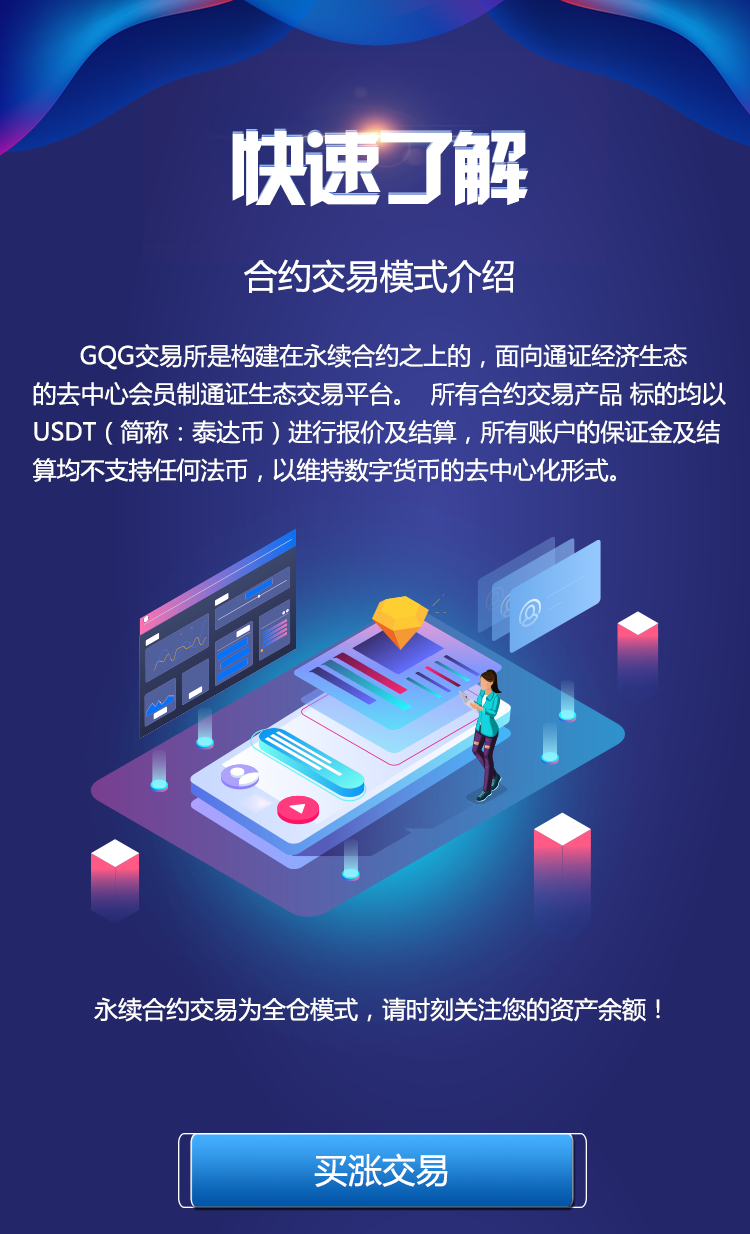 快速了解
合约交易模式介绍
GQG交易所是构建在永续合约之上的，面向通证经济生态
的去中心会员制通证生态交易平台。 所有合约交易产品 标的均以
USDT（简称：泰达币）进行报价及结算，所有账户的保证金及结
算均不支持任何法币，以维持数字货币的去中心化形式。
永续合约交易为全仓模式，请时刻关注您的资产余额！
买涨交易